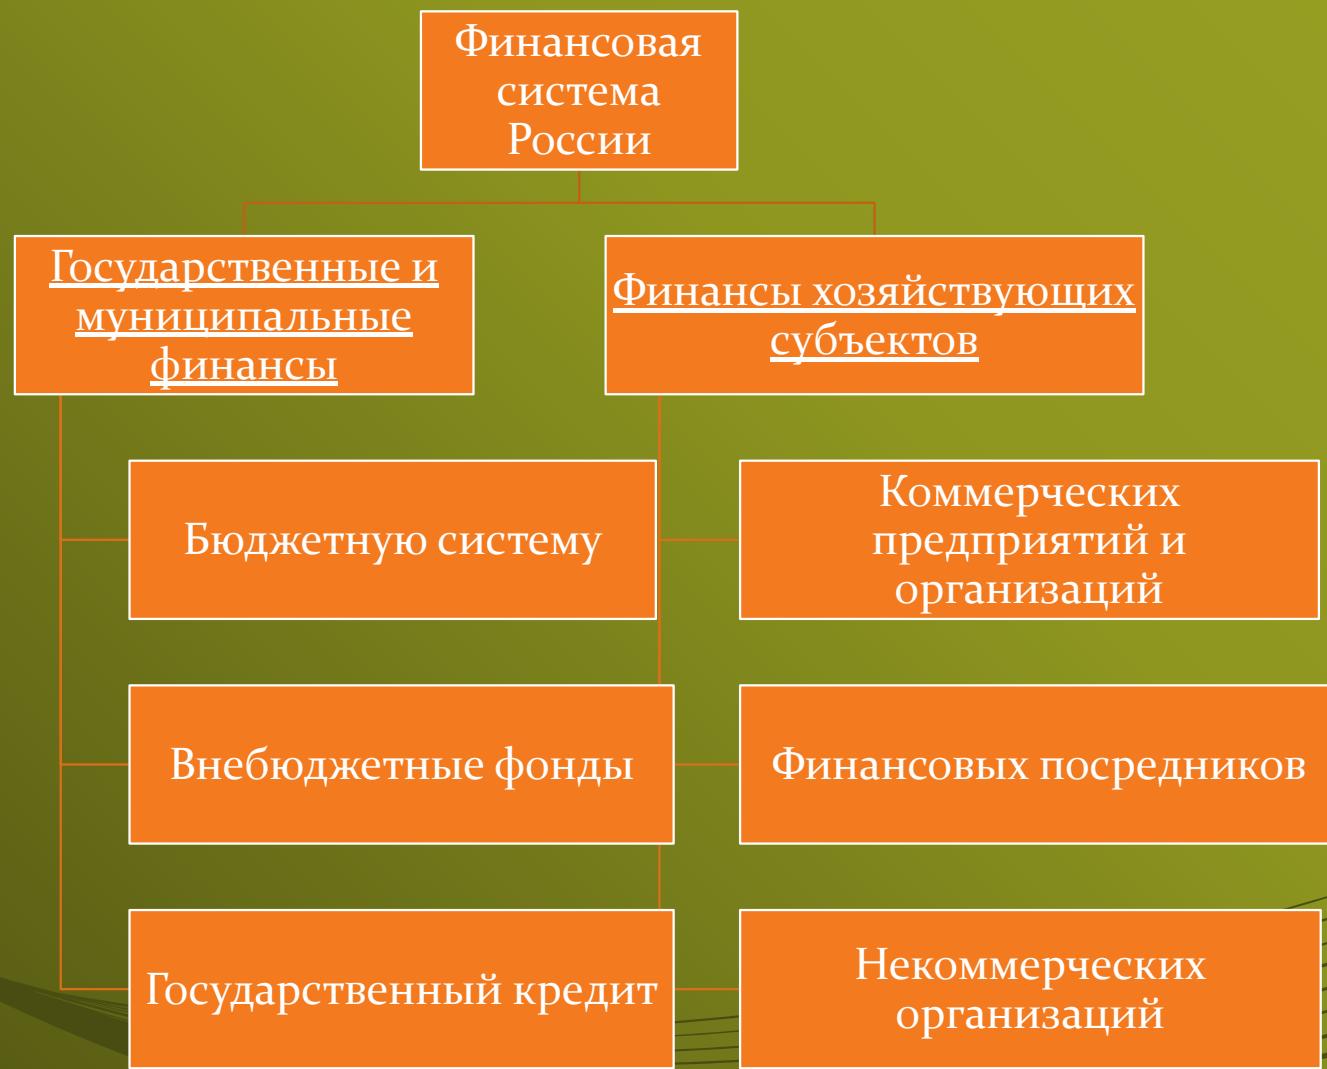 Финансовая
система
России
Государственные и
муниципальные
финансы
Финансы хозяйствующих
субъектов
Бюджетную систему
Внебюджетные фонды
Государственный кредит
Коммерческих
предприятий и
организаций
Финансовых посредников
Некоммерческих
организаций